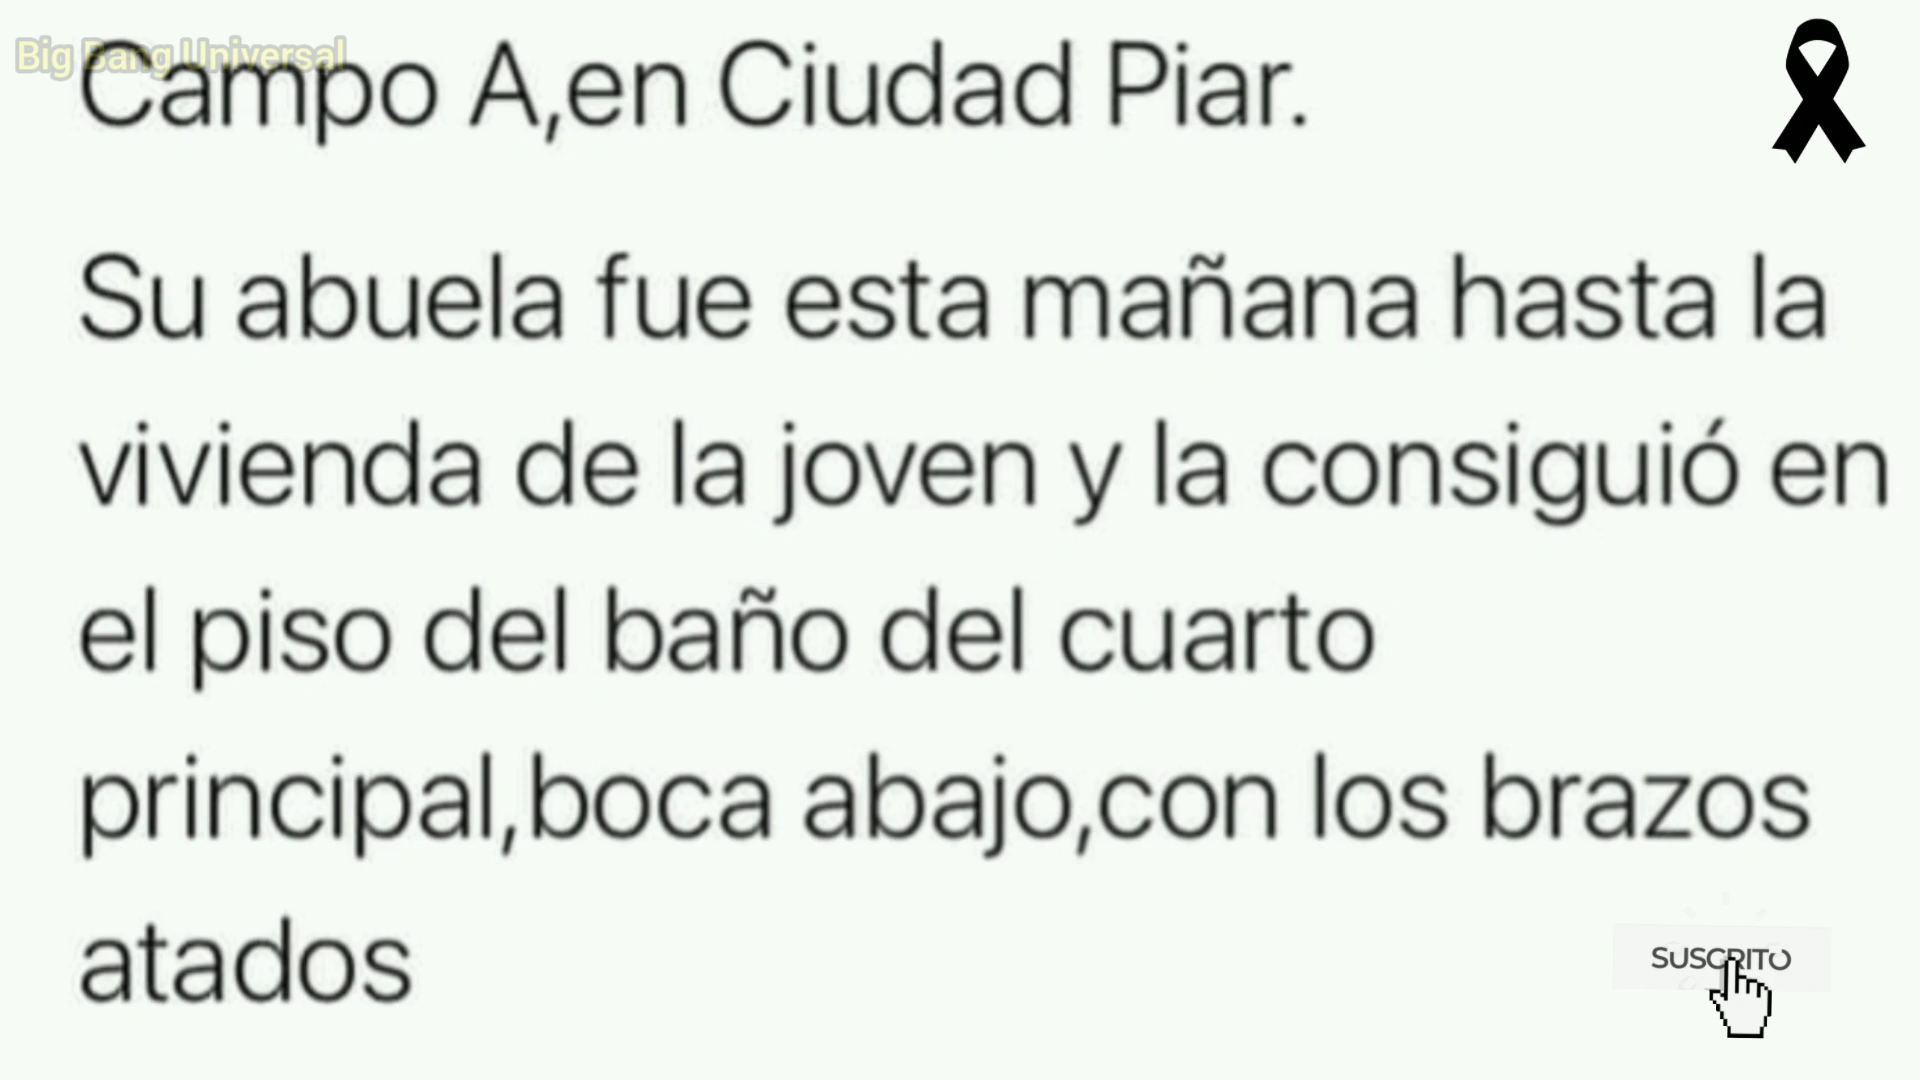 Big Bang Universal
Campo A,en Ciudad Piar.
Su abuela fue esta mañana hasta la
vivienda de la joven y la consiguió en
el piso del baño del cuarto
principal,boca abajo,con los brazos
atados
SUSCRITO